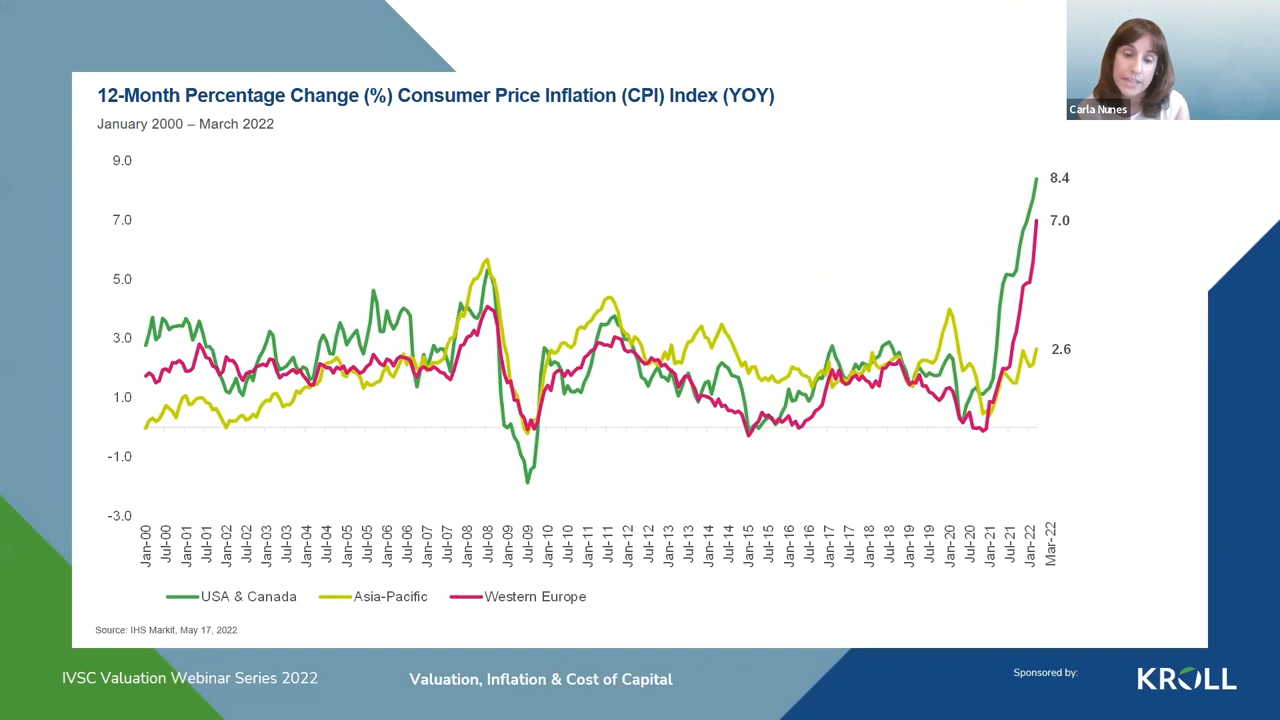 Carla Nunes
12-Month Percentage Change (%) Consumer Price Inflation (CPI) Index (YOY)
January 2000 – March 2022
9.0
7.0
5.0
3.0
1.0
-1.0
-3.0
8.4
7.0
2.6
Jan-00
Jul-00
Jan-01
Jul-01
Jan-02
Jul-02
Jan-03
Jul-03
Jan-04
Jul-04
Jan-05
Jul-05
Jan-06
Jul-06
Jan-07
Jul-07
Jan-08
Jul-08
Jan-09
Jul-09
Jan-10
Jul-10
Jan-11
Jul-11
Jan-12
Jul-12
Jan-13
Jul-13
Jan-14
Jul-14
Jan-15
Jul-15
Jan-16
Jul-16
Jan-17
Jul-17
Jan-18
Jul-18
Jan-19
Jul-19
Jan-20
Jul-20
Jan-21
Jul-21
Jan-22
Mar-22
USA & Canada
Asia-Pacific
Western Europe
Source: IHS Markit, May 17, 2022
IVSC Valuation Webinar Series 2022
Valuation, Inflation & Cost of Capital
Sponsored by:
KROLL